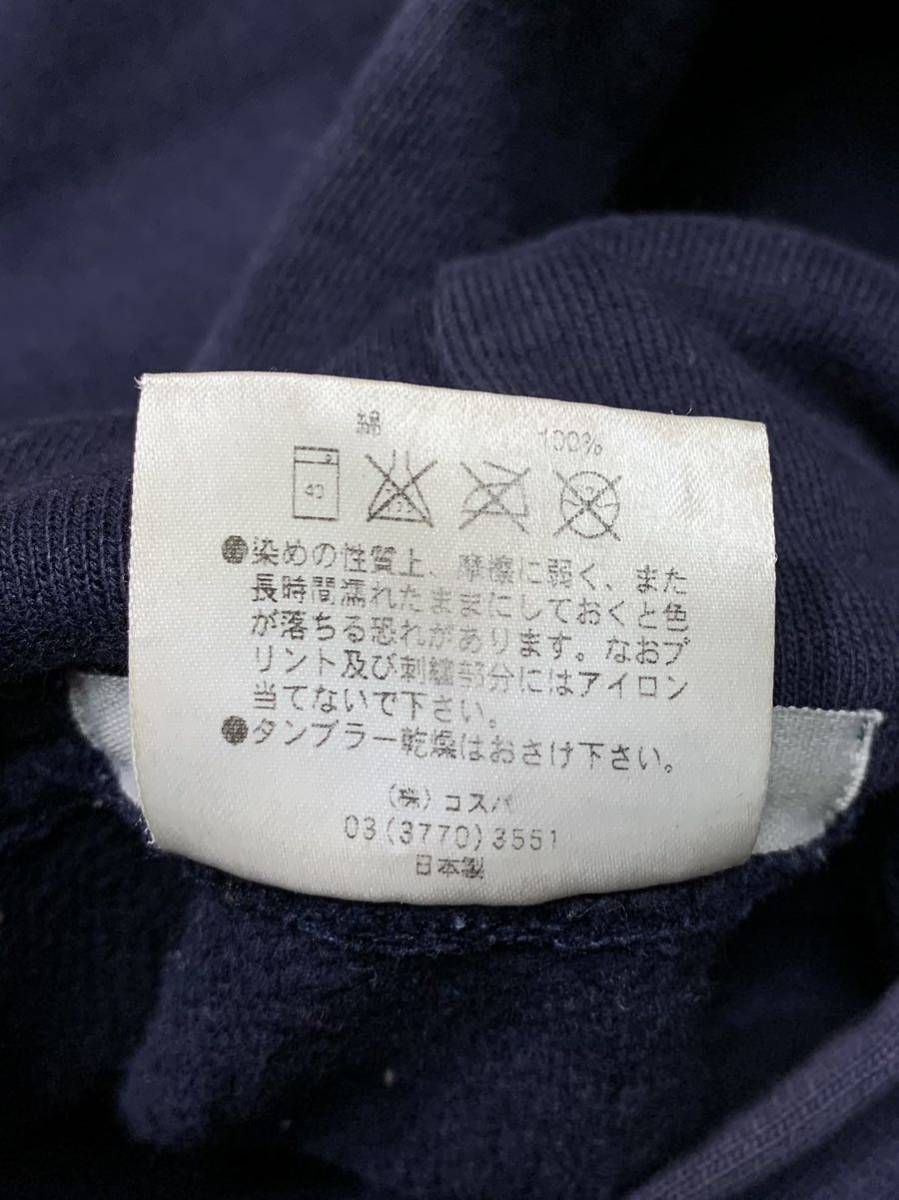 綿 100%
40
染めの性質上、摩擦に弱く、また
長時間濡れたままにしておくと色
が落ちる恐れがあります。なおプ
リント及び刺繍部分にはアイロン
当てないで下さい。
タンブラー乾燥はおさけ下さい。
(株)コスパ
03(3770)3551
日本製